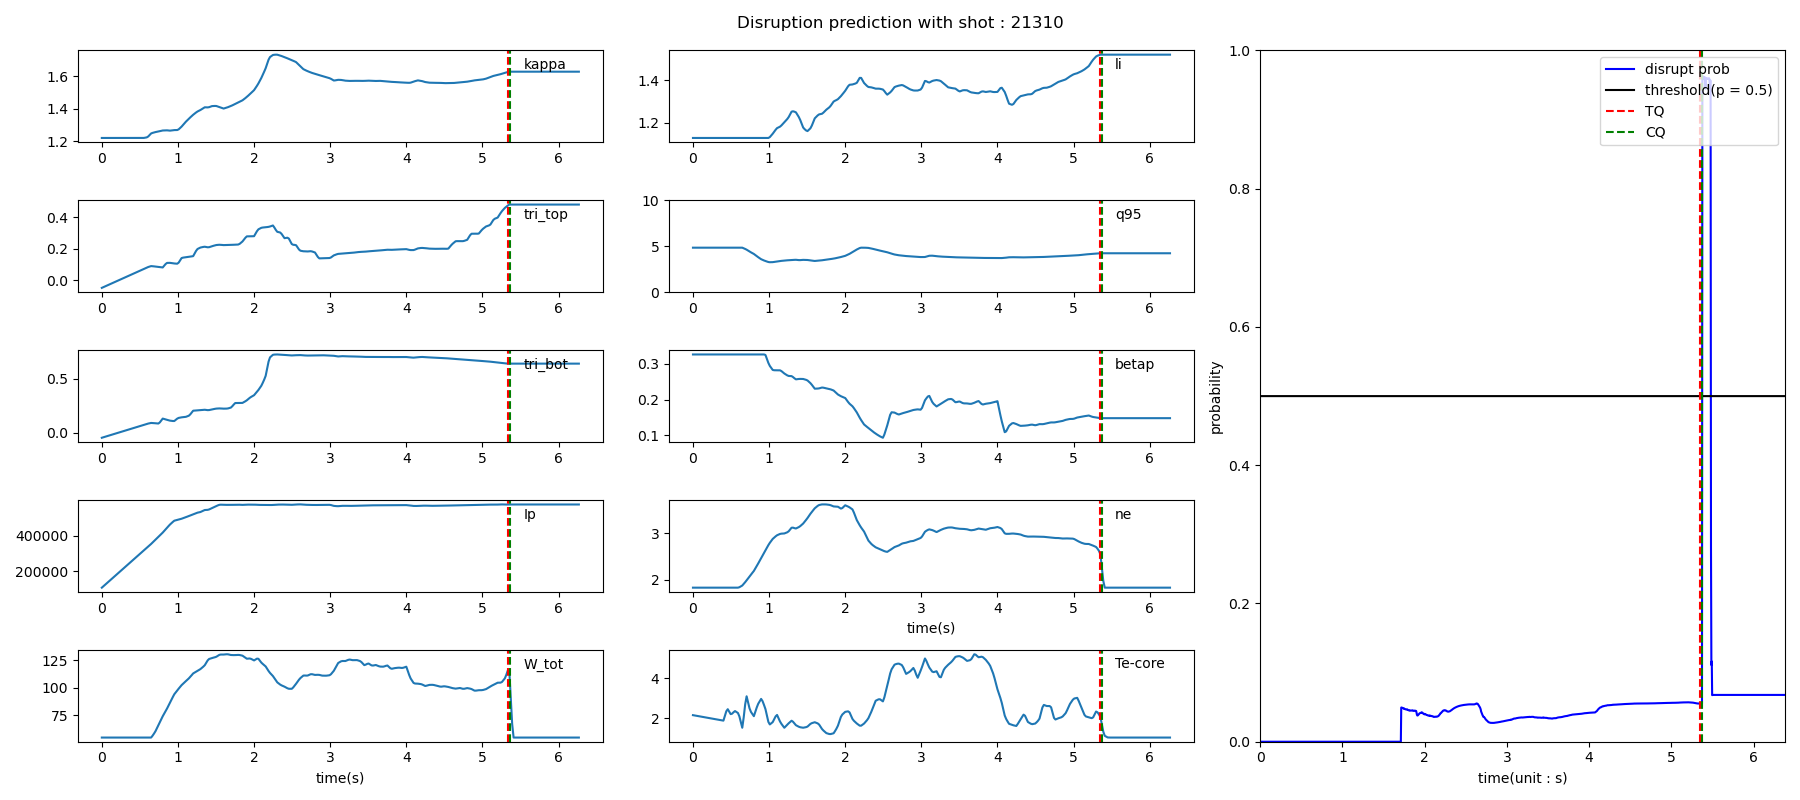 Disruption prediction with shot : 21310
kappa
1.6
1.4
1.2
0 1 2 3 4 5 6
li
1.4
1.2
0 1 2 3 4 5 6
tri_top
0.4
0.2
0.0
0 1 2 3 4 5 6
q95
10
5
0
0 1 2 3 4 5 6
tri_bot
0.5
0.0
0 1 2 3 4 5 6
betap
0.3
0.2
0.1
0 1 2 3 4 5 6
Ip
400000
200000
0 1 2 3 4 5 6
ne
3
2
0 1 2 3 4 5 6
time(s)
W_tot
125
100
75
0 1 2 3 4 5 6
time(s)
Te-core
4
2
0 1 2 3 4 5 6
disrupt prob
threshold(p = 0.5)
TQ
CQ
1.0
0.8
0.6
0.4
0.2
0.0
probability
0 1 2 3 4 5 6
time(unit : s)